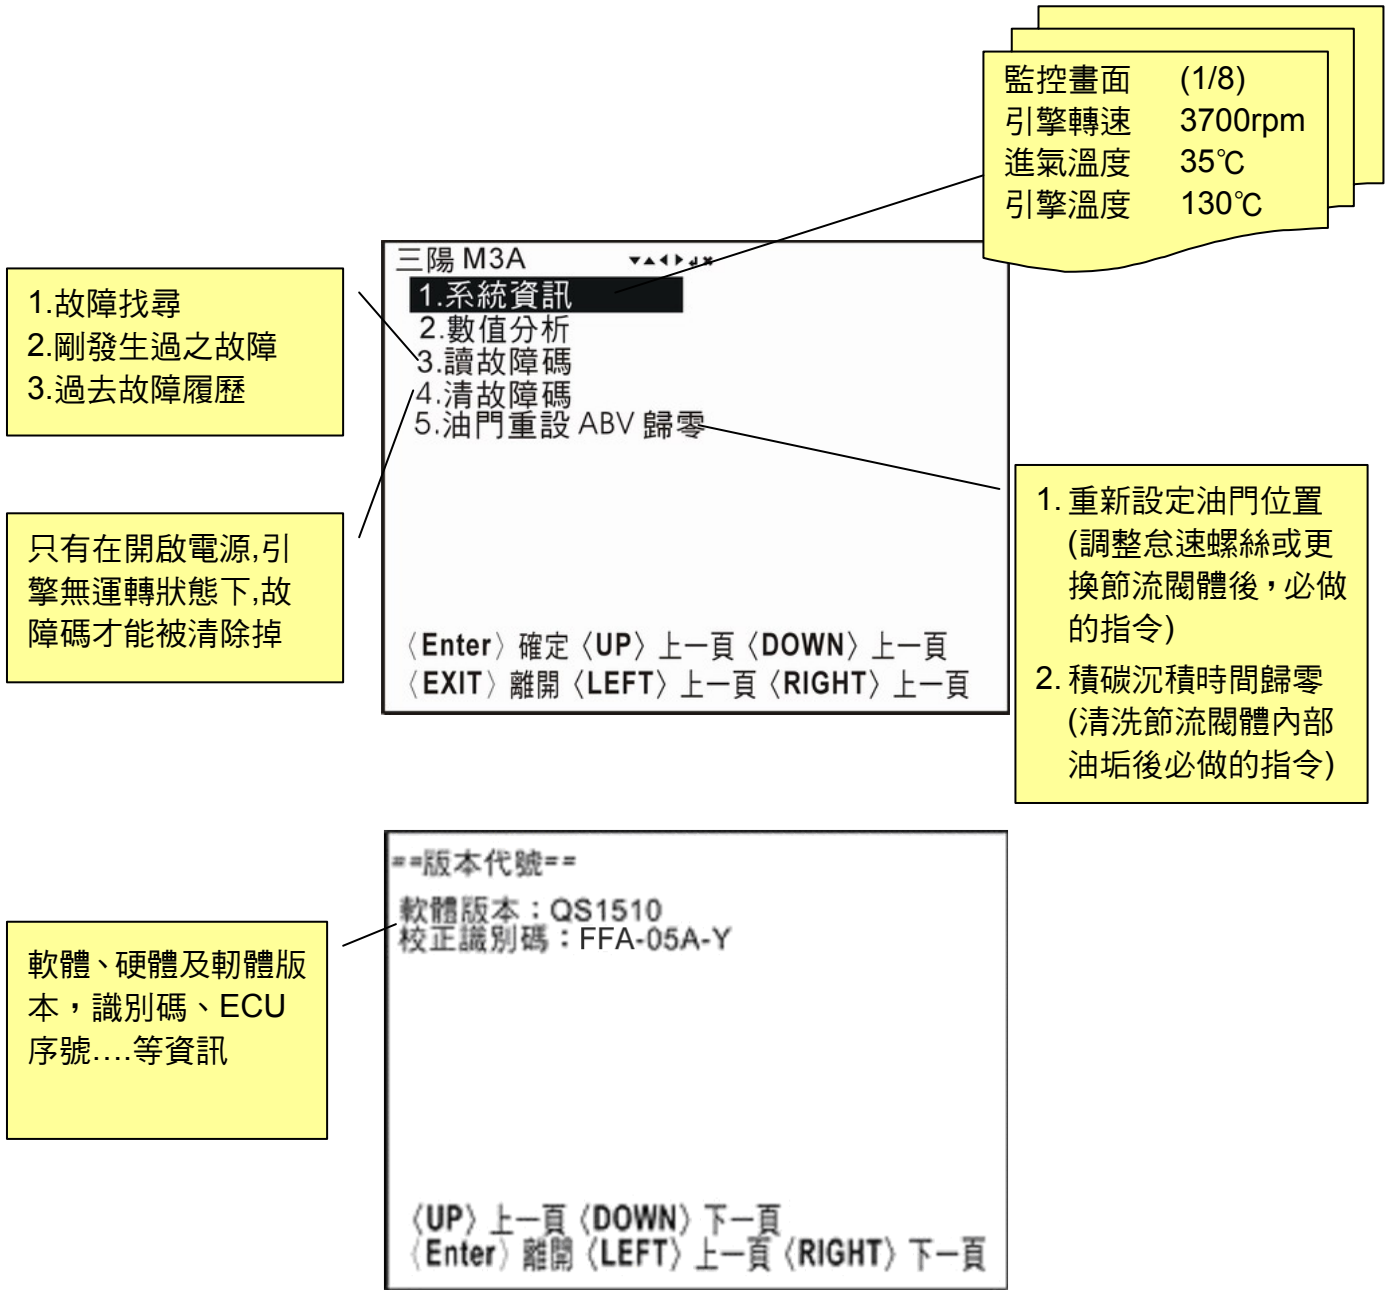 監控畫面 (1/8)
引擎轉速 3700rpm
進氣溫度 35℃
引擎溫度 130℃
三陽 M3A ▼▲◀▶↲✖
1.系統資訊
2.數值分析
3.讀故障碼
4.清故障碼
5.油門重設 ABV 歸零
〈Enter〉確定〈UP〉上一頁〈DOWN〉上一頁
〈EXIT〉離開〈LEFT〉上一頁〈RIGHT〉上一頁
1.故障找尋
2.剛發生過之故障
3.過去故障履歷
只有在開啟電源,引
擎無運轉狀態下,故
障碼才能被清除掉
1. 重新設定油門位置
(調整怠速螺絲或更
換節流閥體後，必做
的指令)
2. 積碳沉積時間歸零
(清洗節流閥體內部
油垢後必做的指令)
==版本代號==
軟體版本：QS1510
校正識別碼：FFA-05A-Y
〈UP〉上一頁〈DOWN〉下一頁
〈Enter〉離開〈LEFT〉上一頁〈RIGHT〉下一頁
軟體、硬體及韌體版
本，識別碼、ECU
序號....等資訊